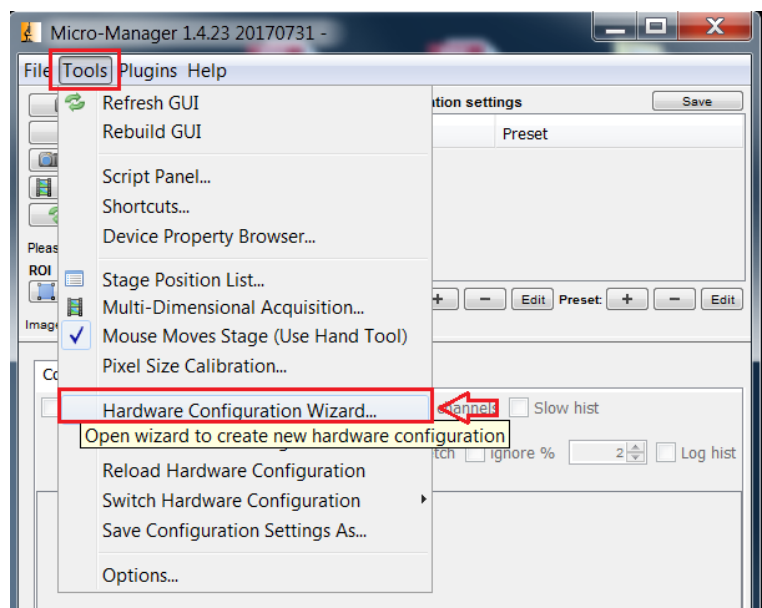 Micro-Manager 1.4.23 20170731 -
File Tools Plugins Help
Refresh GUI
settings
Save
Rebuild GUI
Preset
Script Panel...
Shortcuts...
Device Property Browser...
ROI
Stage Position List...
+ - Edit Preset: + - Edit
Multi-Dimensional Acquisition...
Mouse Moves Stage (Use Hand Tool)
Pixel Size Calibration...
Hardware Configuration Wizard...
channels Slow hist
Open wizard to create new hardware configuration
ignore % 2 Log hist
Reload Hardware Configuration
Switch Hardware Configuration
Save Configuration Settings As...
Options...